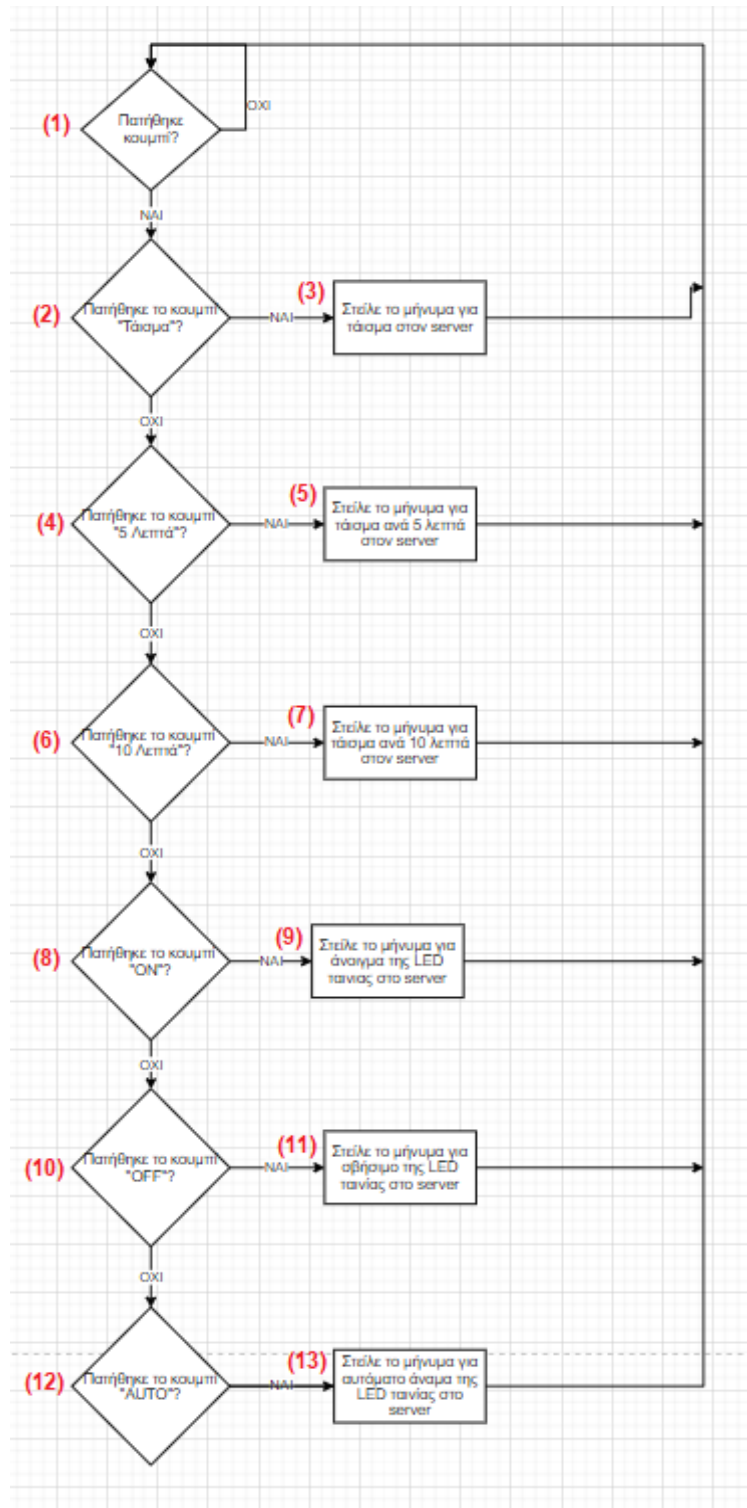 ΟΧΙ
(1)
Πατήθηκε
κουμπί?
ΝΑΙ
(2)
Πατήθηκε το κουμπί
"Τάισμα"?
ΝΑΙ
(3)
Στείλε το μήνυμα για
τάισμα στον server
ΟΧΙ
(4)
Πατήθηκε το κουμπί
"5 Λεπτά"?
ΝΑΙ
(5)
Στείλε το μήνυμα για
τάισμα ανά 5 λεπτά
στον server
ΟΧΙ
(6)
Πατήθηκε το κουμπί
"10 Λεπτά"?
ΝΑΙ
(7)
Στείλε το μήνυμα για
τάισμα ανά 10 λεπτά
στον server
ΟΧΙ
(8)
Πατήθηκε το κουμπί
"ON"?
ΝΑΙ
(9)
Στείλε το μήνυμα για
άνοιγμα της LED
ταινιας στο server
ΟΧΙ
(10)
Πατήθηκε το κουμπί
"OFF"?
ΝΑΙ
(11)
Στείλε το μήνυμα για
σβήσιμο της LED
ταινίας στο server
ΟΧΙ
(12)
Πατήθηκε το κουμπί
"AUTO"?
ΝΑΙ
(13)
Στείλε το μήνυμα για
αυτόματο άναμα της
LED ταινίας στο
server